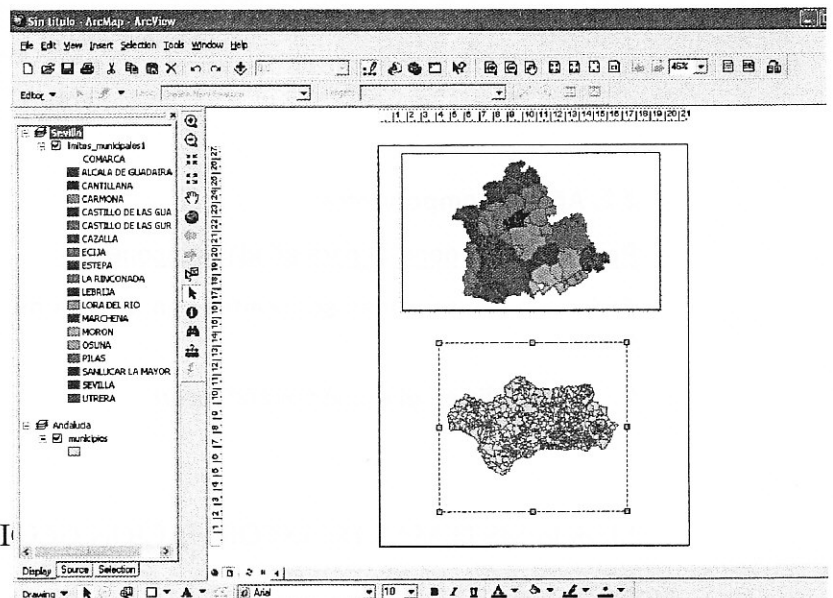 Sin título - ArcMap - ArcView
File Edit View Insert Selection Tools Window Help
45%
Editor
Sevilla
limites_municipales1
COMARCA
ALCALA DE GUADAIRA
CANTILLANA
CARMONA
CASTILLO DE LAS GUA
CASTILLO DE LAS GUR
CAZALLA
ECIJA
ESTEPA
LA RINCONADA
LEBRIJA
LORA DEL RIO
MARCHENA
MORON
OSUNA
PILAS
SANLUCAR LA MAYOR
SEVILLA
UTRERA
Andalucia
municipios
Display Source Selection
Drawing A Arial 10 B I U A